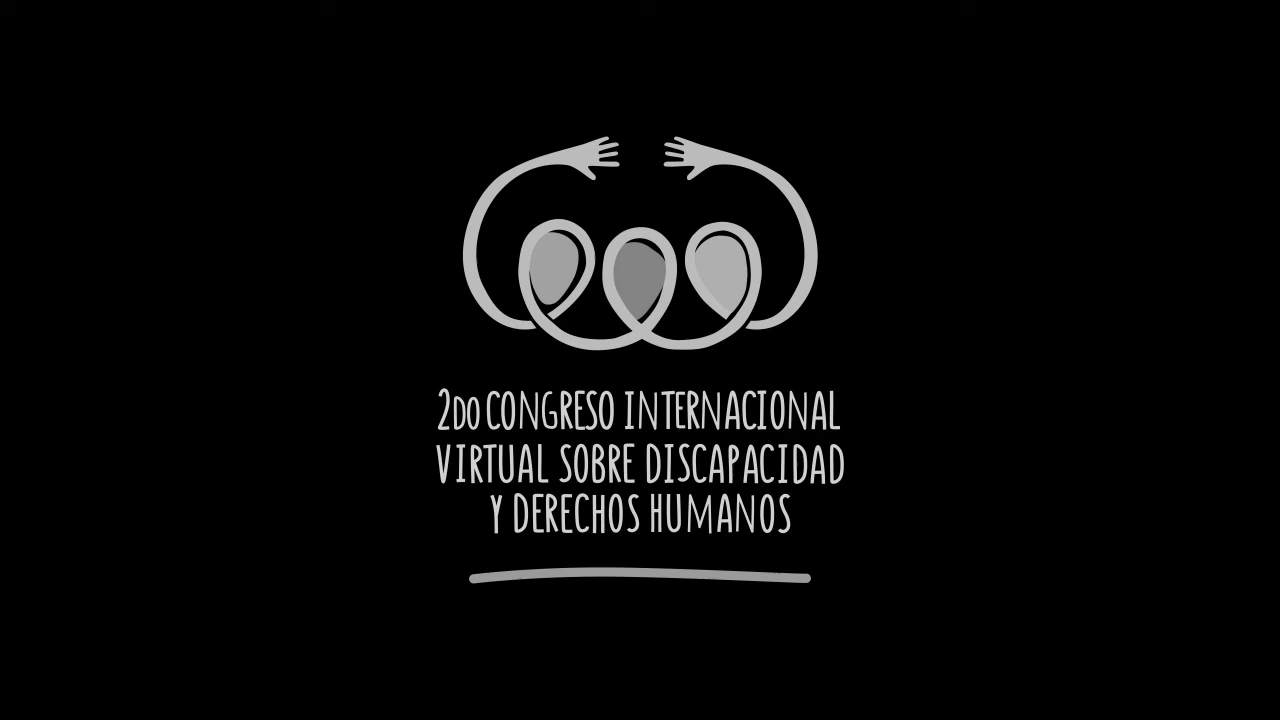 2DO CONGRESO INTERNACIONAL
VIRTUAL SOBRE DISCAPACIDAD
Y DERECHOS HUMANOS